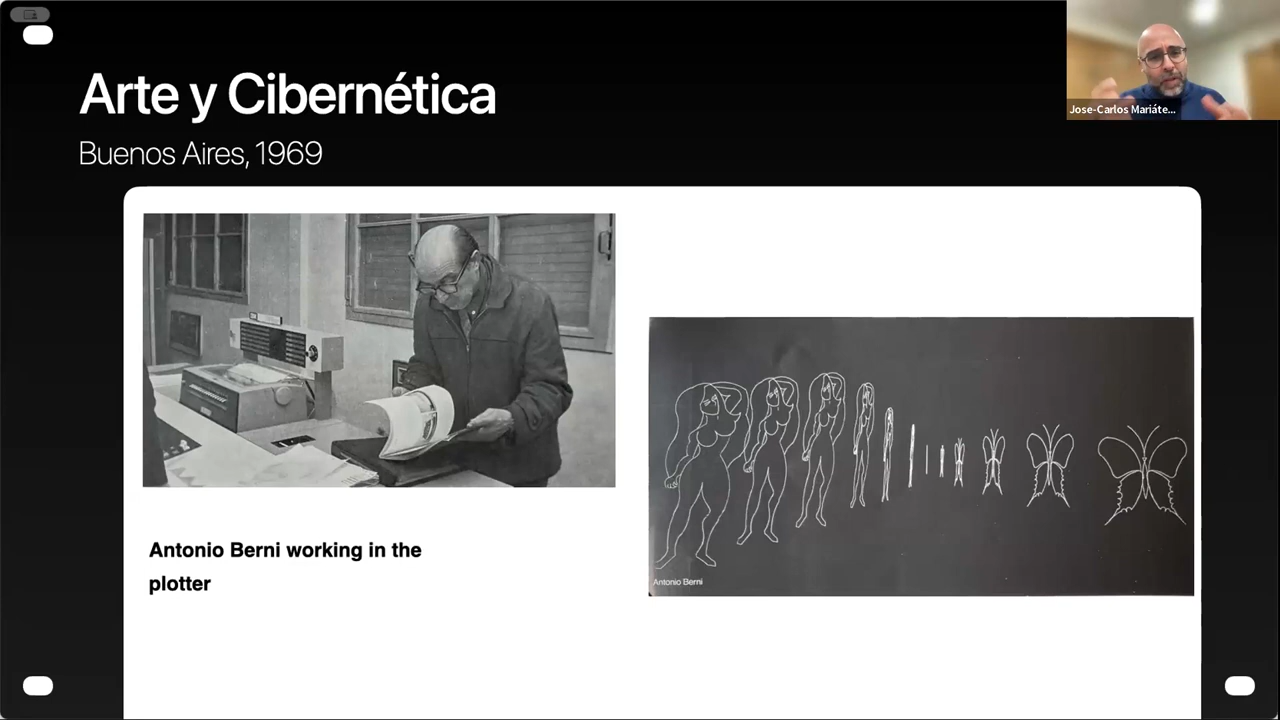 Arte y Cibernética
Buenos Aires, 1969
Jose-Carlos Mariáte...
Antonio Berni working in the
plotter
Antonio Berni